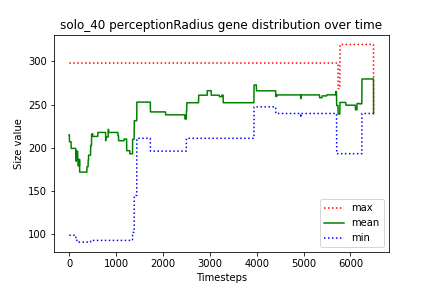 solo_40 perceptionRadius gene distribution over time
Size value
300
250
200
150
100
max
mean
min
0
1000
2000
3000
4000
5000
6000
Timesteps